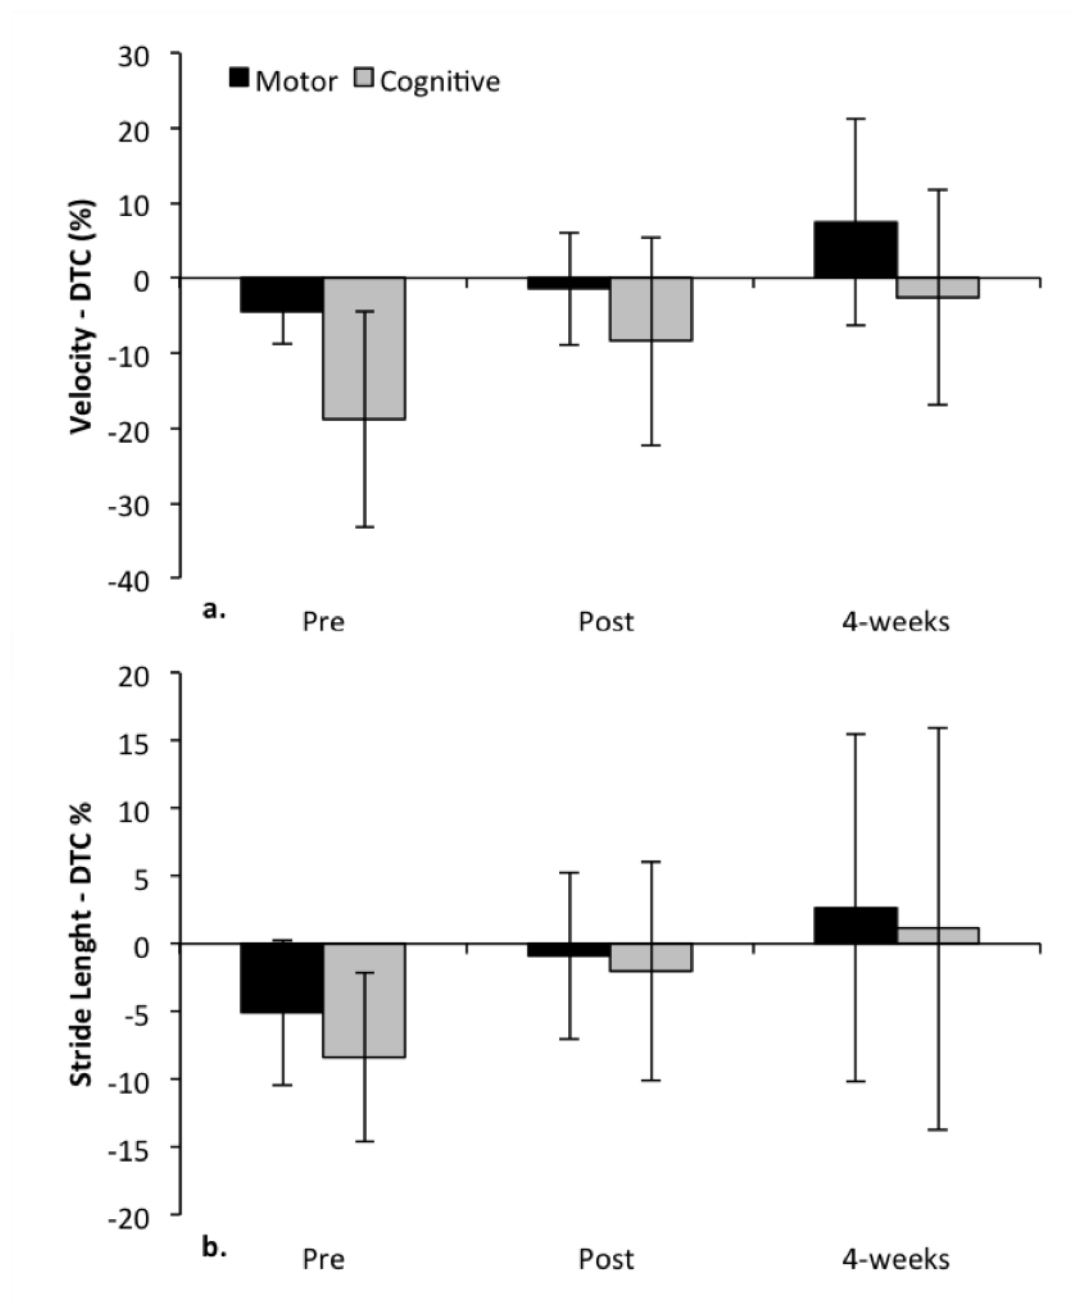 30
Motor Cognitive
20
10
0
-10
-20
-30
-40
Velocity - DTC (%)
a.
Pre Post 4-weeks
20
15
10
5
0
-5
-10
-15
-20
Stride Lenght - DTC %
b.
Pre Post 4-weeks